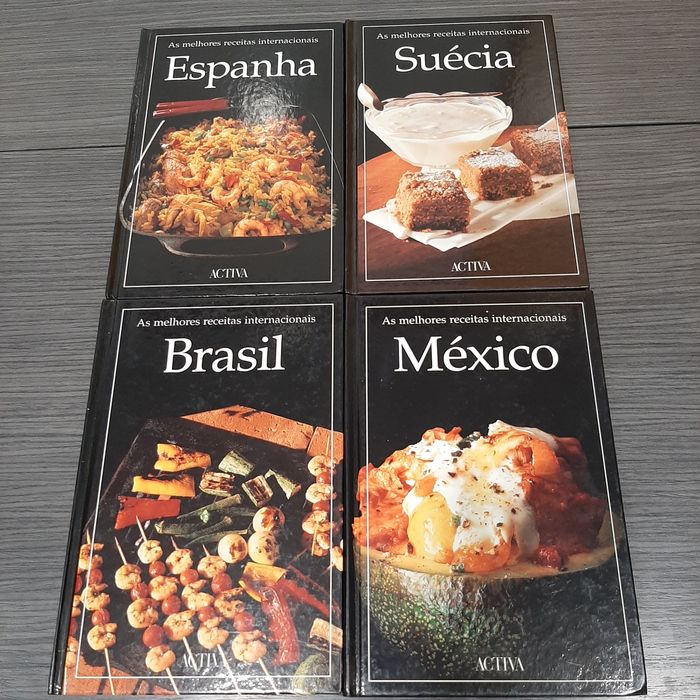 As melhores receitas internacionais
Espanha
ACTIVA
As melhores receitas internacionais
Suécia
ACTIVA
As melhores receitas internacionais
Brasil
ACTIVA
As melhores receitas internacionais
México
ACTIVA